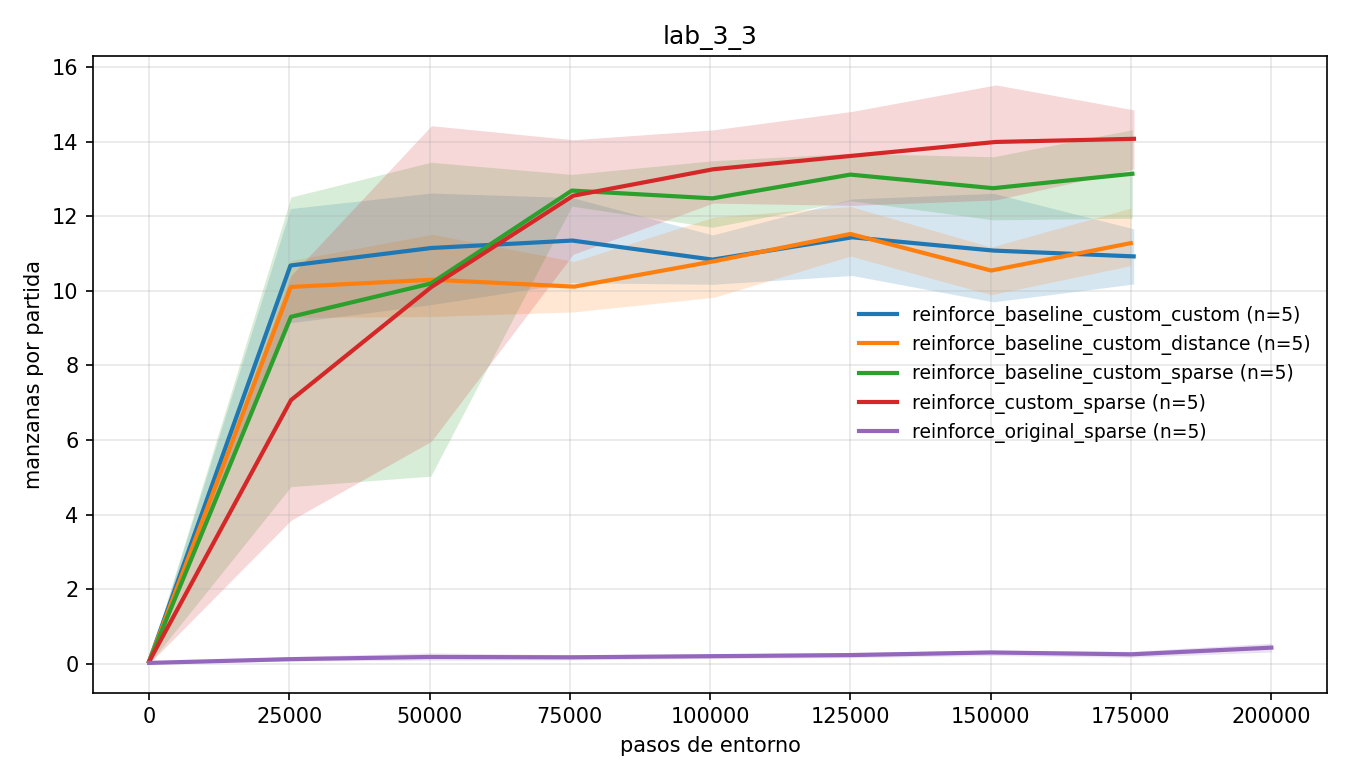 lab_3_3
manzanas por partida
16
14
12
10
8
6
4
2
0
reinforce_baseline_custom_custom (n=5)
reinforce_baseline_custom_distance (n=5)
reinforce_baseline_custom_sparse (n=5)
reinforce_custom_sparse (n=5)
reinforce_original_sparse (n=5)
0 25000 50000 75000 100000 125000 150000 175000 200000
pasos de entorno